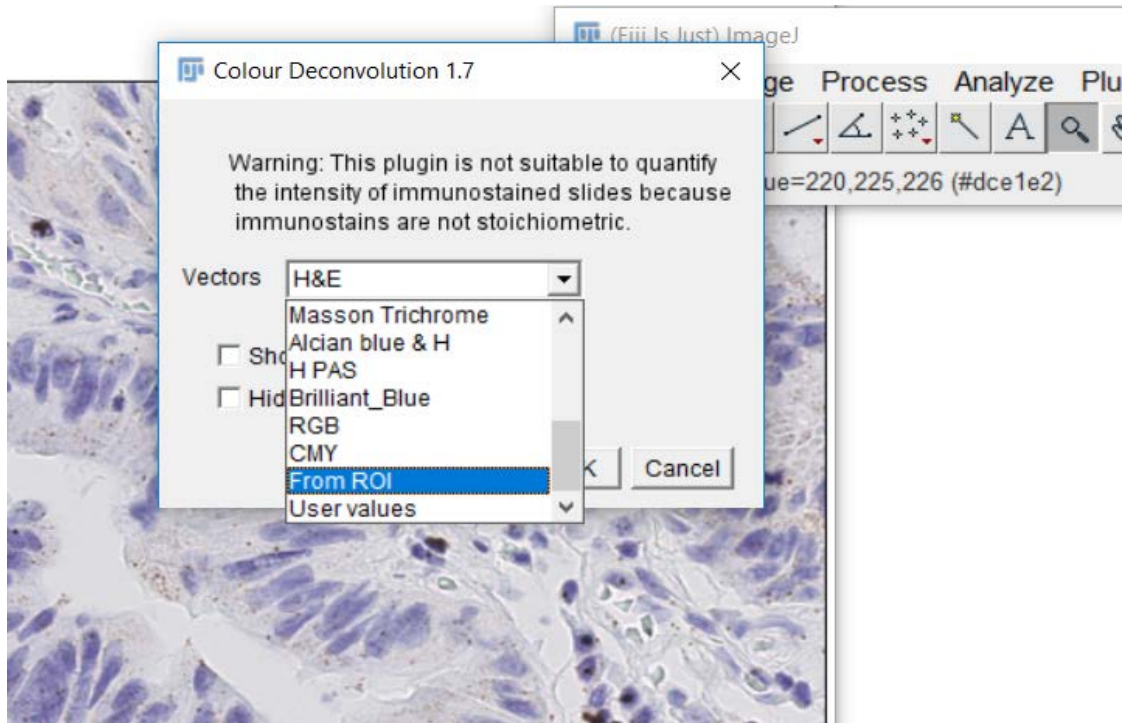 (Fiji Is Just) ImageJ
Colour Deconvolution 1.7
ge Process Analyze Plu
ue=220,225,226 (#dce1e2)
Warning: This plugin is not suitable to quantify
the intensity of immunostained slides because
immunostains are not stoichiometric.
Vectors H&E
Masson Trichrome
Alcian blue & H
Sho
H PAS
Hid
Brilliant_Blue
RGB
CMY
From ROI
K Cancel
User values